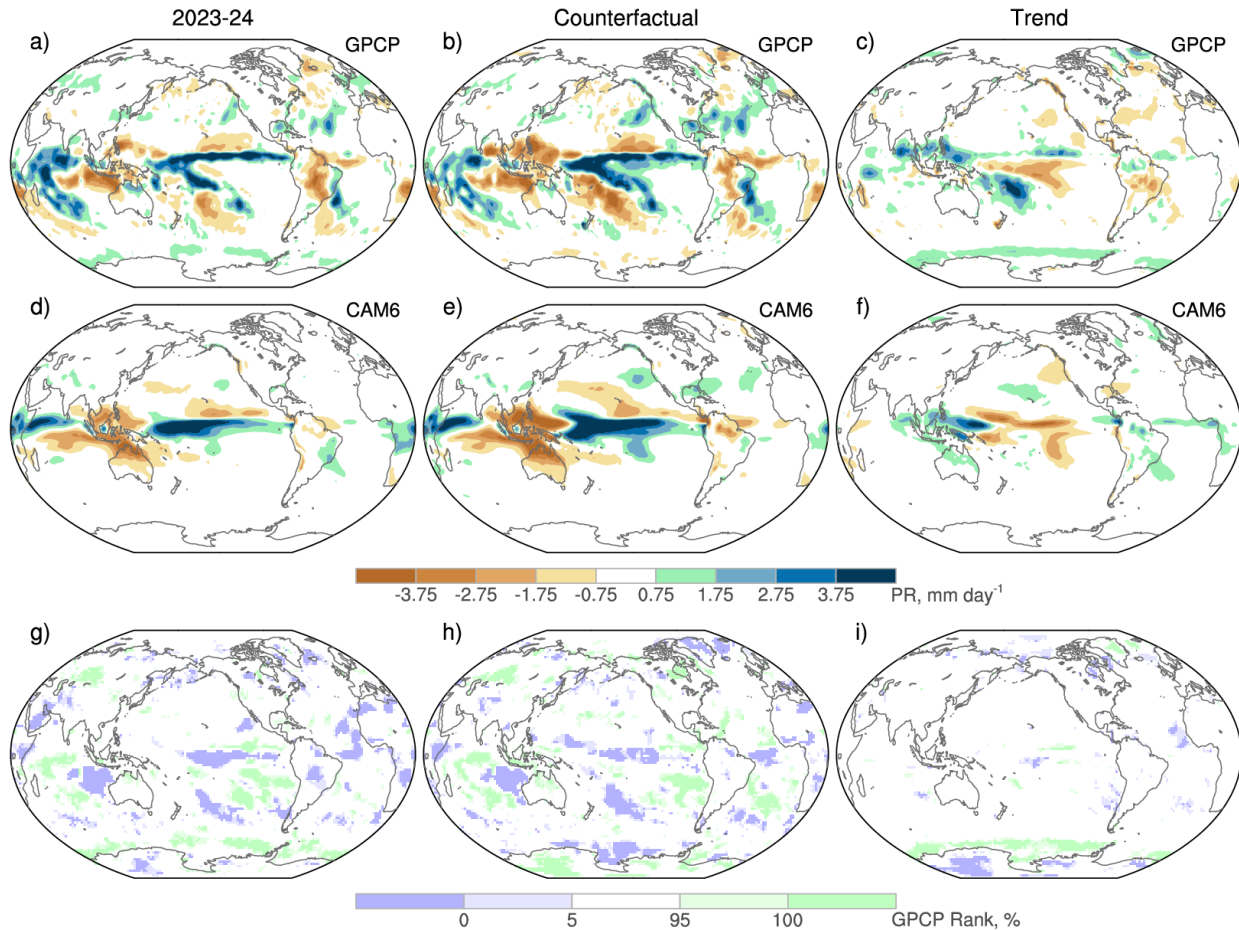 2023-24 Counterfactual Trend
a) GPCP b) GPCP c) GPCP
d) CAM6 e) CAM6 f) CAM6
-3.75 -2.75 -1.75 -0.75 0.75 1.75 2.75 3.75 PR, mm day-1
g) h) i)
0 5 95 100 GPCP Rank, %